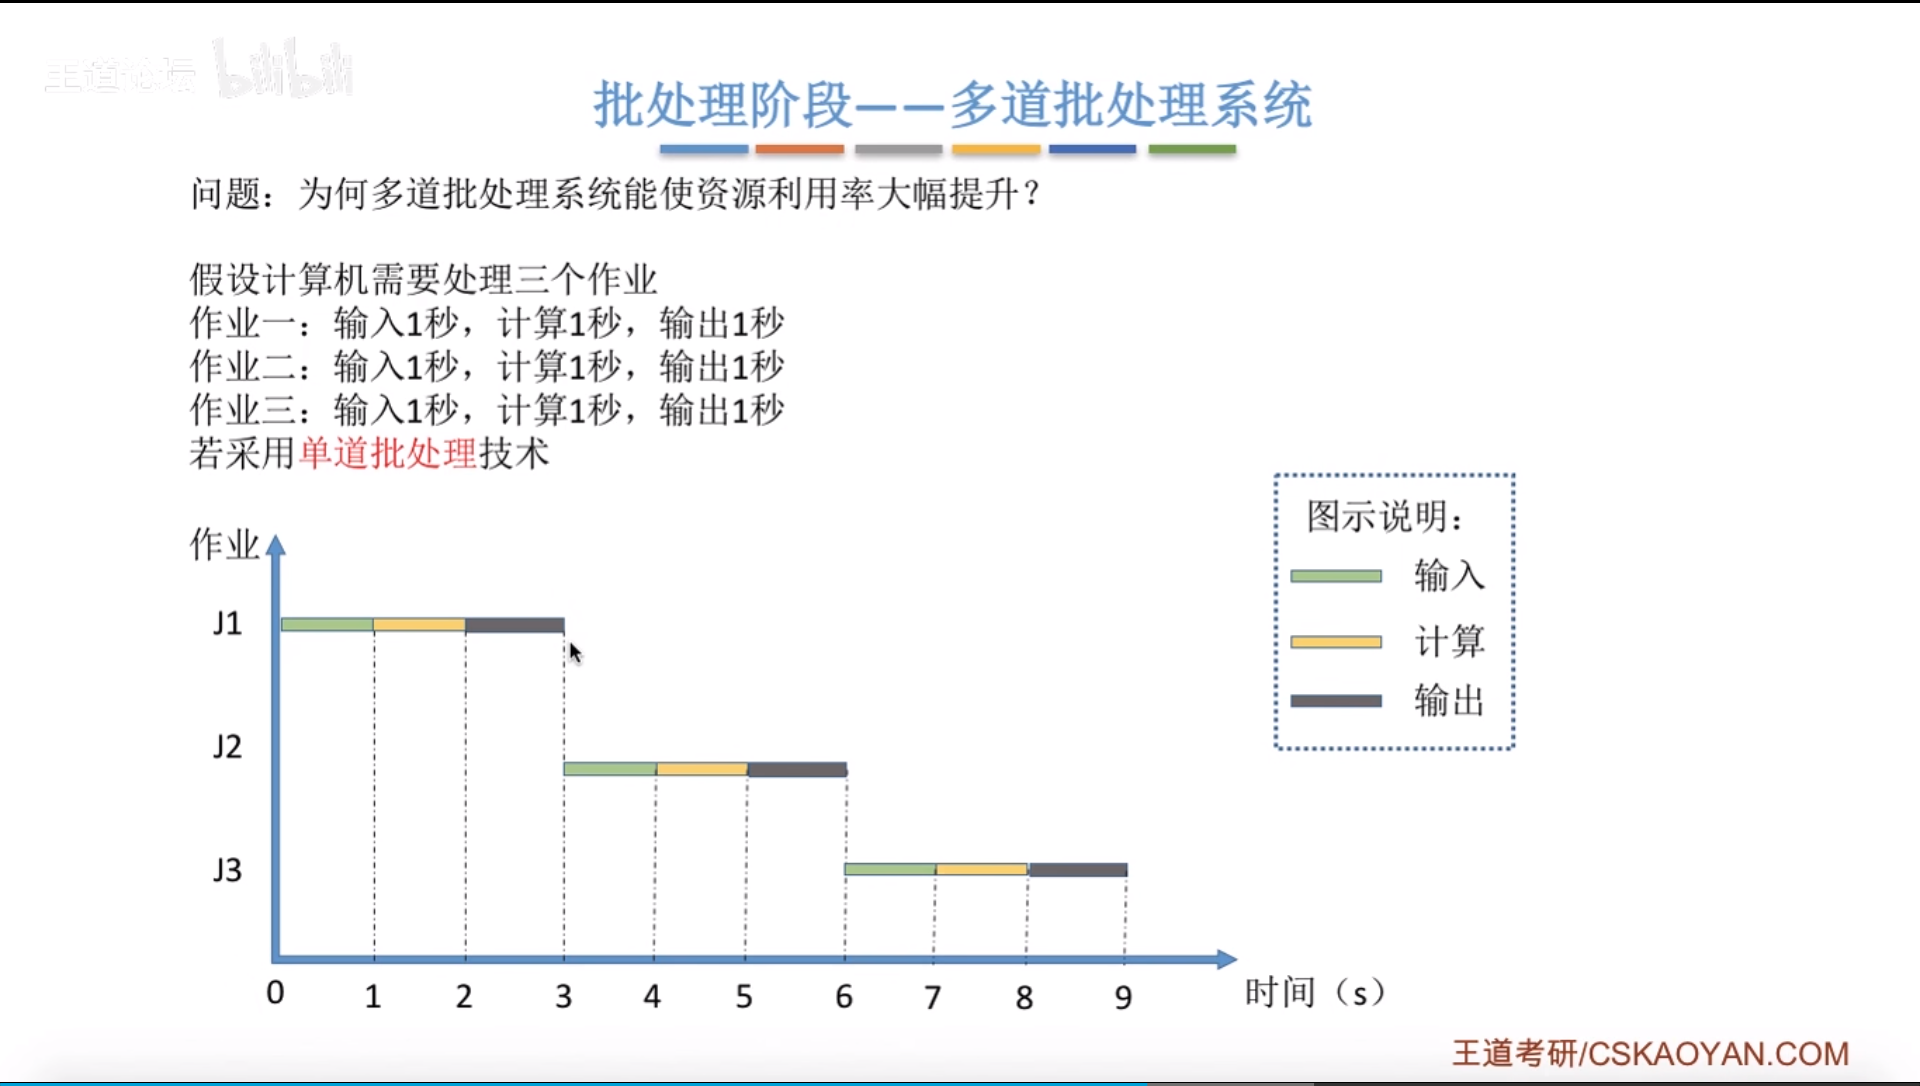 王道论坛 bilibili
批处理阶段——多道批处理系统
问题：为何多道批处理系统能使资源利用率大幅提升？
假设计算机需要处理三个作业
作业一：输入1秒，计算1秒，输出1秒
作业二：输入1秒，计算1秒，输出1秒
作业三：输入1秒，计算1秒，输出1秒
若采用单道批处理技术
图示说明：
输入
计算
输出
作业
J1
J2
J3
0 1 2 3 4 5 6 7 8 9 时间（s）
王道考研/CSKAOYAN.COM